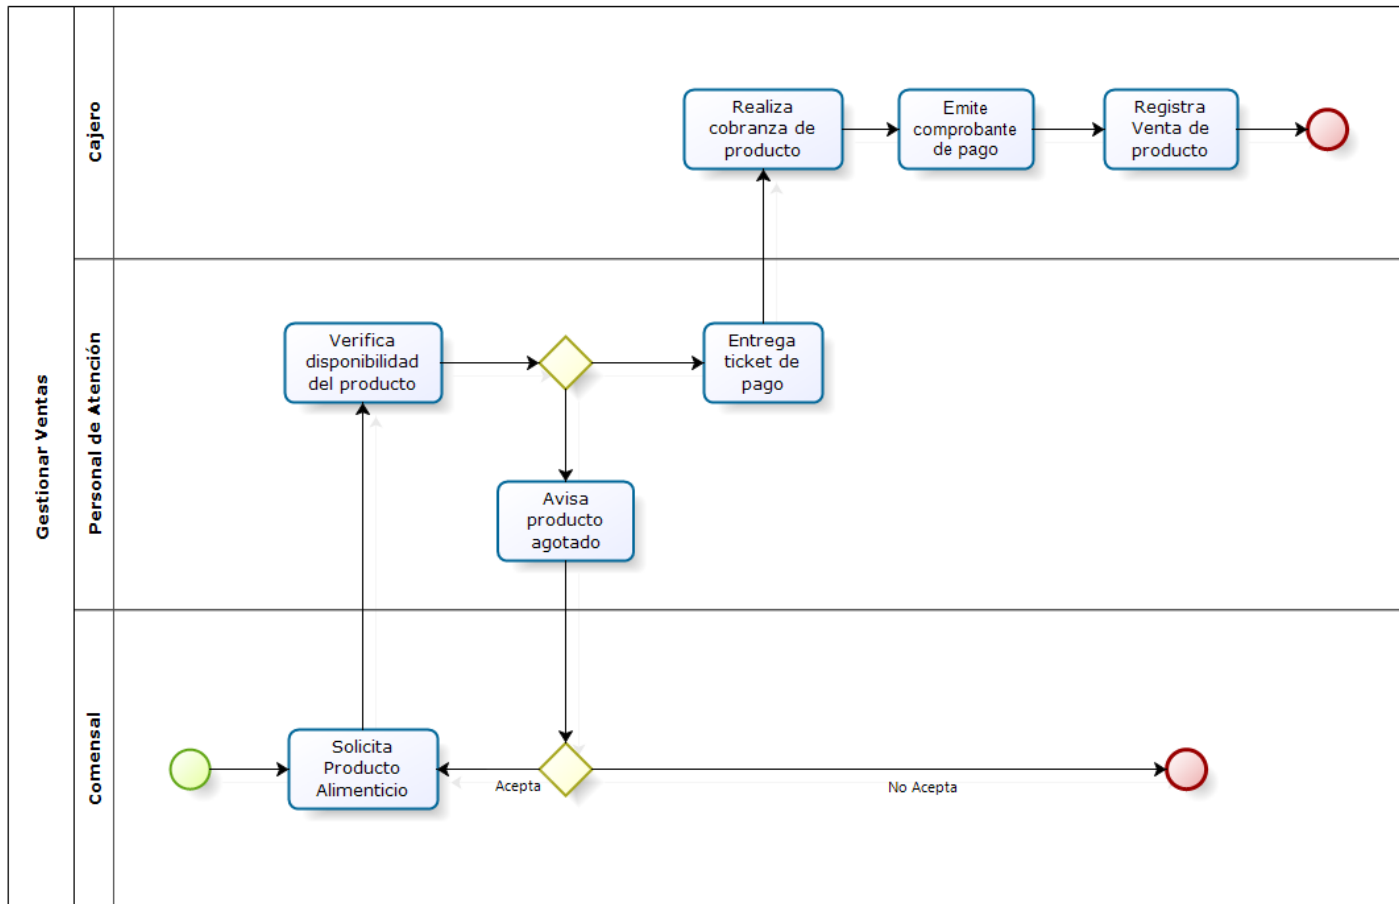 Gestionar Ventas
Cajero
Realiza
cobranza de
producto
Emite
comprobante
de pago
Registra
Venta de
producto
Personal de Atención
Verifica
disponibilidad
del producto
Entrega
ticket de
pago
Avisa
producto
agotado
Comensal
Solicita
Producto
Alimenticio
Acepta
No Acepta